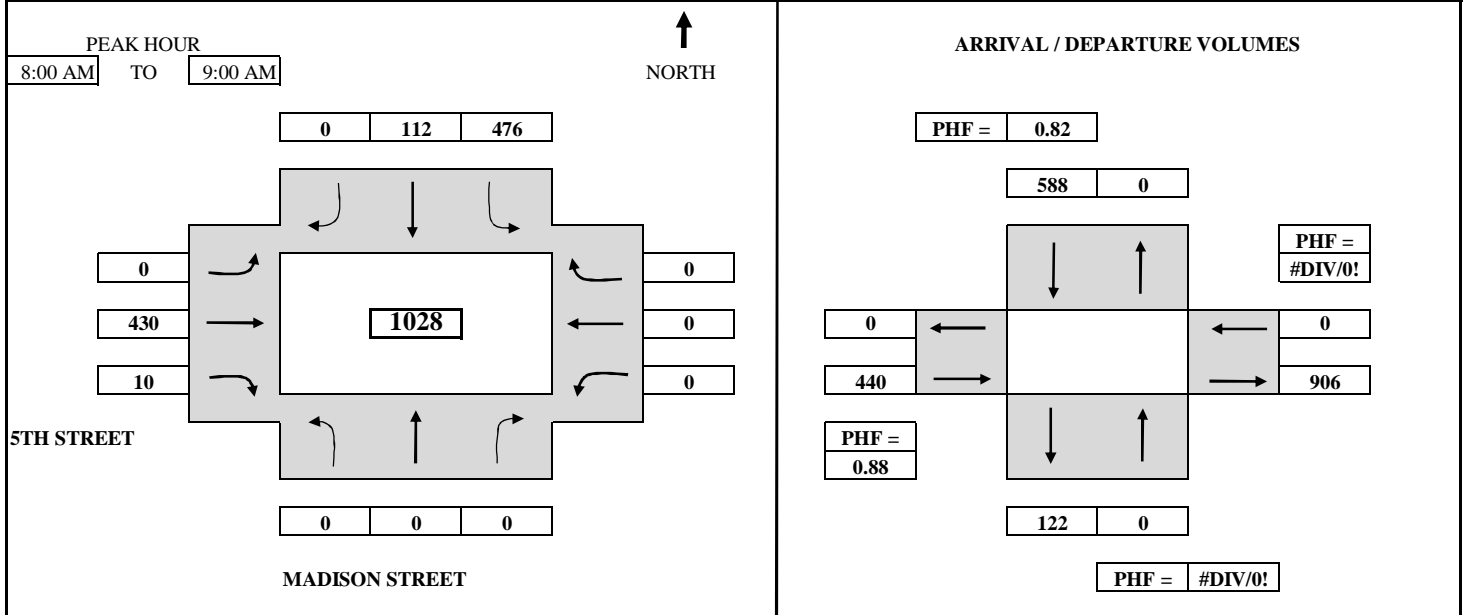 PEAK HOUR
8:00 AM TO 9:00 AM
NORTH
0 112 476
0 0
430 1028 0
10 0
5TH STREET
0 0 0
MADISON STREET
ARRIVAL / DEPARTURE VOLUMES
PHF = 0.82
588 0
PHF =
#DIV/0!
0 0
440 906
PHF =
0.88
122 0
PHF = #DIV/0!